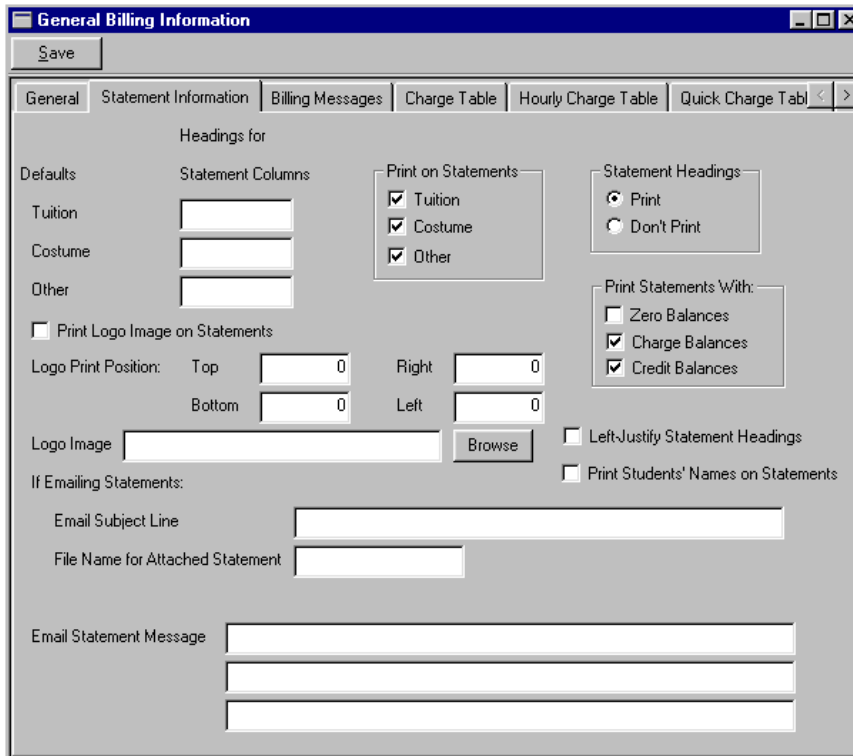 General Billing Information
Save
General Statement Information Billing Messages Charge Table Hourly Charge Table Quick Charge Tabl
Headings for
Defaults Statement Columns Print on Statements Statement Headings
Tuition Tuition Print
Costume Costume Don't Print
Other Other
Print Statements With:
Zero Balances
Print Logo Image on Statements
Charge Balances
Logo Print Position: Top 0 Right 0 Credit Balances
Bottom 0 Left 0
Logo Image Browse Left-Justify Statement Headings
If Emailing Statements: Print Students' Names on Statements
Email Subject Line
File Name for Attached Statement
Email Statement Message